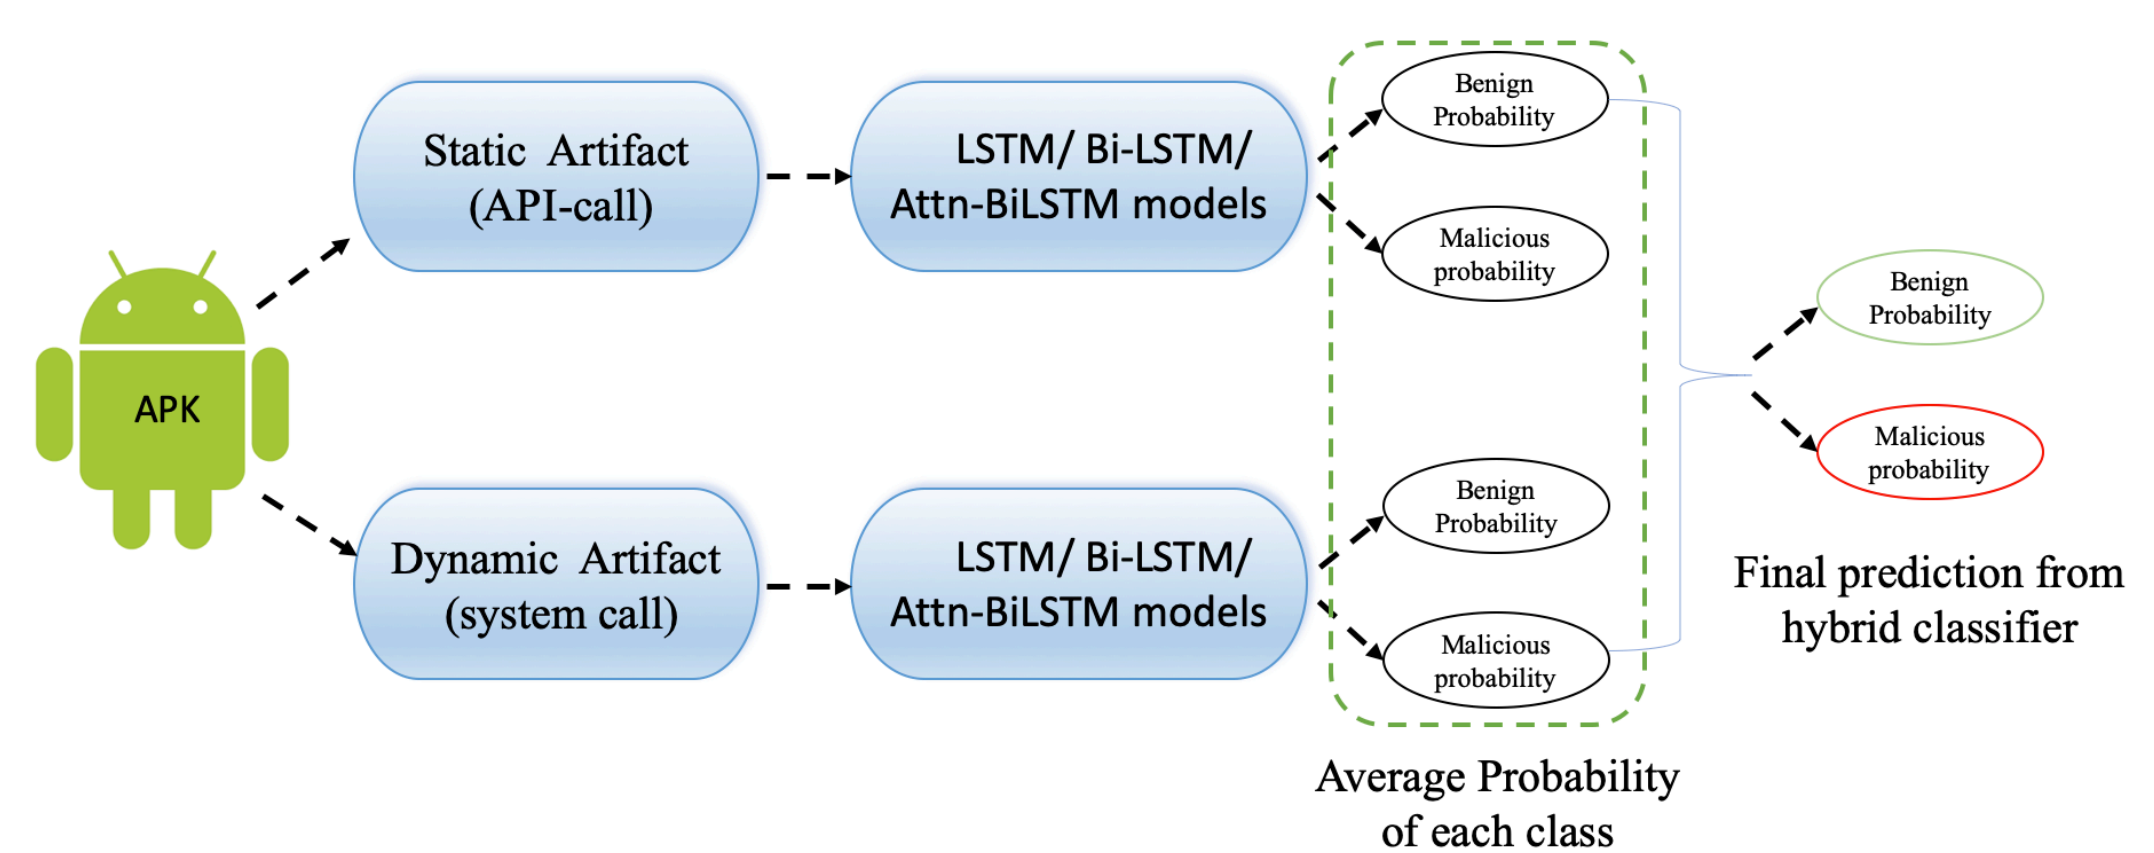 APK
Static Artifact
(API-call)
LSTM/ Bi-LSTM/
Attn-BiLSTM models
Benign
Probability
Malicious
probability
Dynamic Artifact
(system call)
LSTM/ Bi-LSTM/
Attn-BiLSTM models
Benign
Probability
Malicious
probability
Average Probability
of each class
Benign
Probability
Malicious
probability
Final prediction from
hybrid classifier